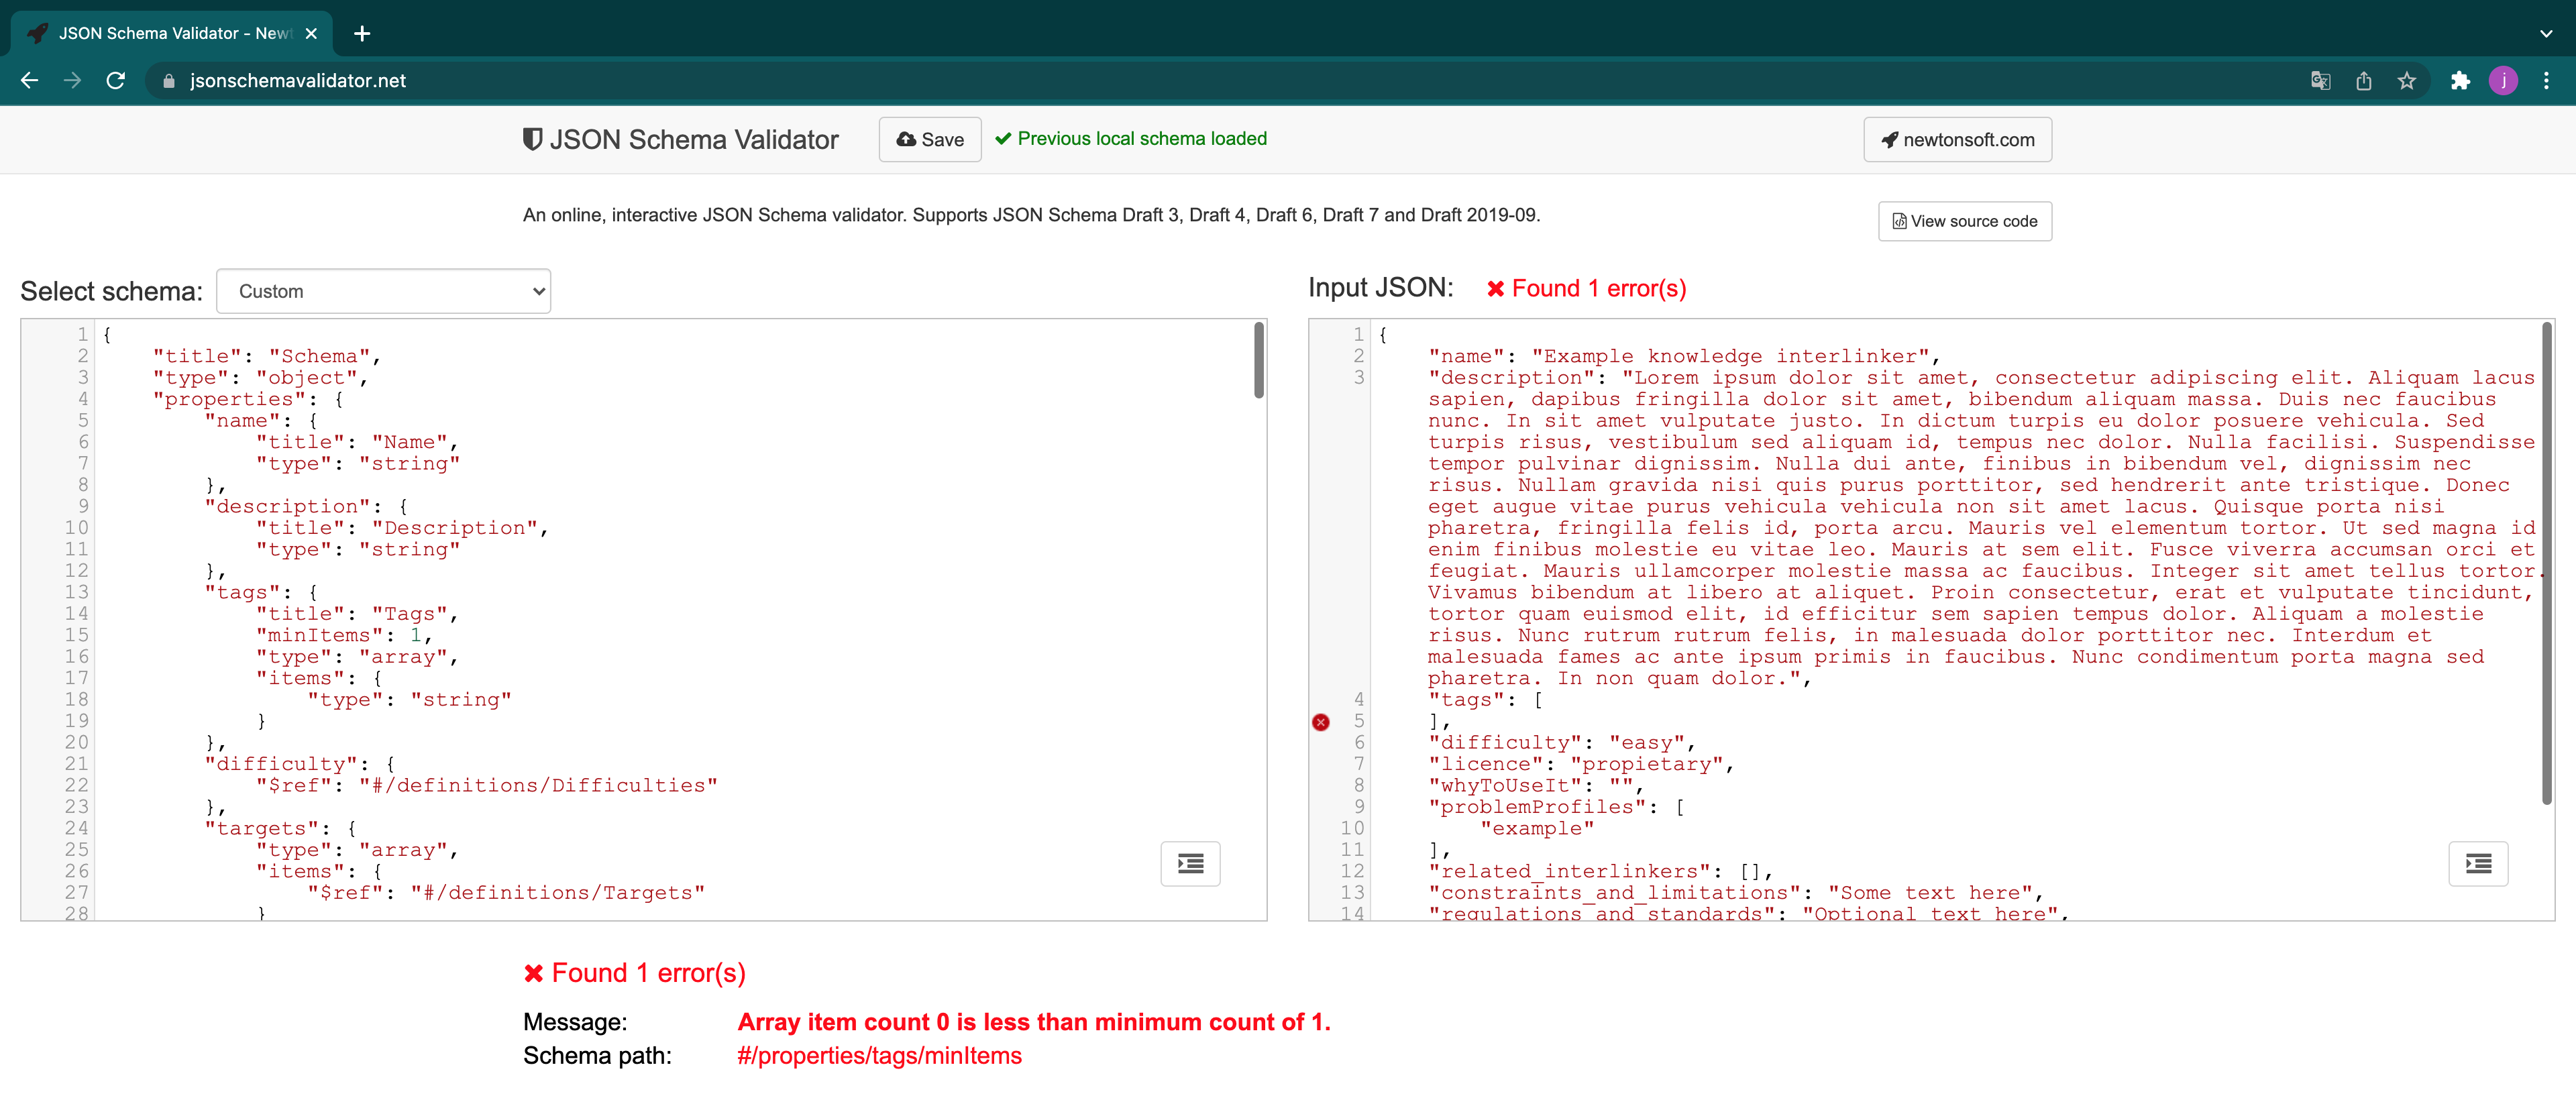 JSON Schema Validator - Newt
jsonschemavalidator.net
j
JSON Schema Validator
Save
Previous local schema loaded
newtonsoft.com
An online, interactive JSON Schema validator. Supports JSON Schema Draft 3, Draft 4, Draft 6, Draft 7 and Draft 2019-09.
View source code
Select schema:
Custom
1 {
2 "title": "Schema",
3 "type": "object",
4 "properties": {
5 "name": {
6 "title": "Name",
7 "type": "string"
8 },
9 "description": {
10 "title": "Description",
11 "type": "string"
12 },
13 "tags": {
14 "title": "Tags",
15 "minItems": 1,
16 "type": "array",
17 "items": {
18 "type": "string"
19 }
20 },
21 "difficulty": {
22 "$ref": "#/definitions/Difficulties"
23 },
24 "targets": {
25 "type": "array",
26 "items": {
27 "$ref": "#/definitions/Targets"
28 }
Input JSON:
Found 1 error(s)
1 {
2 "name": "Example knowledge interlinker",
3 "description": "Lorem ipsum dolor sit amet, consectetur adipiscing elit. Aliquam lacus
sapien, dapibus fringilla dolor sit amet, bibendum aliquam massa. Duis nec faucibus
nunc. In sit amet vulputate justo. In dictum turpis eu dolor posuere vehicula. Sed
turpis risus, vestibulum sed aliquam id, tempus nec dolor. Nulla facilisi. Suspendisse
tempor pulvinar dignissim. Nulla dui ante, finibus in bibendum vel, dignissim nec
risus. Nullam gravida nisi quis purus porttitor, sed hendrerit ante tristique. Donec
eget augue vitae purus vehicula vehicula non sit amet lacus. Quisque porta nisi
pharetra, fringilla felis id, porta arcu. Mauris vel elementum tortor. Ut sed magna id
enim finibus molestie eu vitae leo. Mauris at sem elit. Fusce viverra accumsan orci et
feugiat. Mauris ullamcorper molestie massa ac faucibus. Integer sit amet tellus tortor.
Vivamus bibendum at libero at aliquet. Proin consectetur, erat et vulputate tincidunt,
tortor quam euismod elit, id efficitur sem sapien tempus dolor. Aliquam a molestie
risus. Nunc rutrum rutrum felis, in malesuada dolor porttitor nec. Interdum et
malesuada fames ac ante ipsum primis in faucibus. Nunc condimentum porta magna sed
pharetra. In non quam dolor.",
4 "tags": [
5 ],
6 "difficulty": "easy",
7 "licence": "propietary",
8 "whyToUseIt": "",
9 "problemProfiles": [
10 "example"
11 ],
12 "related_interlinkers": [],
13 "constraints_and_limitations": "Some text here",
14 "regulations_and_standards": "Optional text here",
Found 1 error(s)
Message: Array item count 0 is less than minimum count of 1.
Schema path: #/properties/tags/minItems